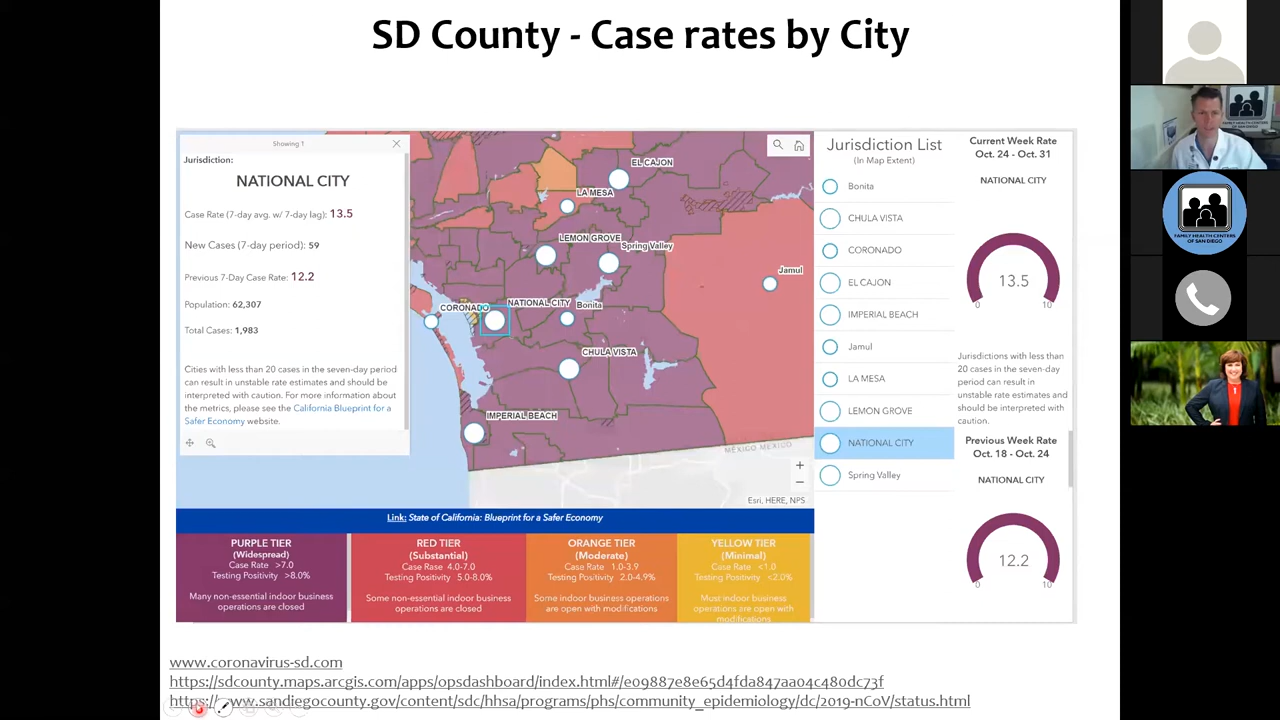 SD County - Case rates by City
Showing 1
Jurisdiction:
NATIONAL CITY
Case Rate (7-day avg. w/ 7-day lag): 13.5
New Cases (7-day period): 59
Previous 7-Day Case Rate: 12.2
Population: 62,307
Total Cases: 1,983
Cities with less than 20 cases in the seven-day period
can result in unstable rate estimates and should be
interpreted with caution. For more information about
the metrics, please see the California Blueprint for a
Safer Economy website.
EL CAJON
LA MESA
LEMON GROVE
Spring Valley
Jamul
CORONADO
NATIONAL CITY
Bonita
CHULA VISTA
IMPERIAL BEACH
MÉXICO MEXICO
Esri, HERE, NPS
Jurisdiction List
(In Map Extent)
Bonita
CHULA VISTA
CORONADO
EL CAJON
IMPERIAL BEACH
Jamul
LA MESA
LEMON GROVE
NATIONAL CITY
Spring Valley
Current Week Rate
Oct. 24 - Oct. 31
NATIONAL CITY
13.5
0
10
Jurisdictions with less than
20 cases in the seven-day
period can result in
unstable rate estimates and
should be interpreted with
caution.
Previous Week Rate
Oct. 18 - Oct. 24
NATIONAL CITY
12.2
0
10
Link: State of California: Blueprint for a Safer Economy
PURPLE TIER
(Widespread)
Case Rate >7.0
Testing Positivity >8.0%
Many non-essential indoor business
operations are closed
RED TIER
(Substantial)
Case Rase 4.0-7.0
Testing Positivity 5.0-8.0%
Some non-essential indoor business
operations are closed
ORANGE TIER
(Moderate)
Case Rate 1.0-3.9
Testing Positivity 2.0-4.9%
Some indoor business operations
are open with modifications
YELLOW TIER
(Minimal)
Case Rate <1.0
Testing Positivity <2.0%
Must indoor business
operations are open with
modifications
www.coronavirus-sd.com
https://sdcounty.maps.arcgis.com/apps/opsdashboard/index.html#/e09887e8e65d4fda847aa04c480dc73f
https://www.sandiegocounty.gov/content/sdc/hhsa/programs/phs/community_epidemiology/dc/2019-nCoV/status.html
FAMILY HEALTH CENTERS
OF SAN DIEGO
FAMILY HEALTH CENTERS
OF SAN DIEGO